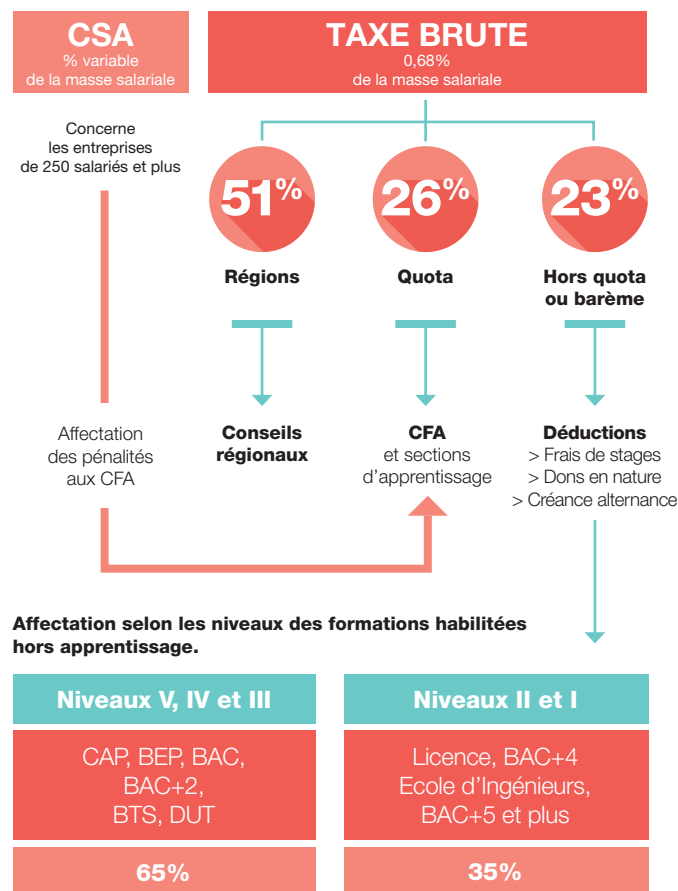 CSA
% variable
de la masse salariale
TAXE BRUTE
0,68%
de la masse salariale
Concerne
les entreprises
de 250 salariés et plus
51%
26%
23%
Régions
Quota
Hors quota
ou barème
Affectation
des pénalités
aux CFA
Conseils
régionaux
CFA
et sections
d'apprentissage
Déductions
> Frais de stages
> Dons en nature
> Créance alternance
Affectation selon les niveaux des formations habilitées
hors apprentissage.
Niveaux V, IV et III
CAP, BEP, BAC,
BAC+2,
BTS, DUT
65%
Niveaux II et I
Licence, BAC+4
Ecole d'Ingénieurs,
BAC+5 et plus
35%